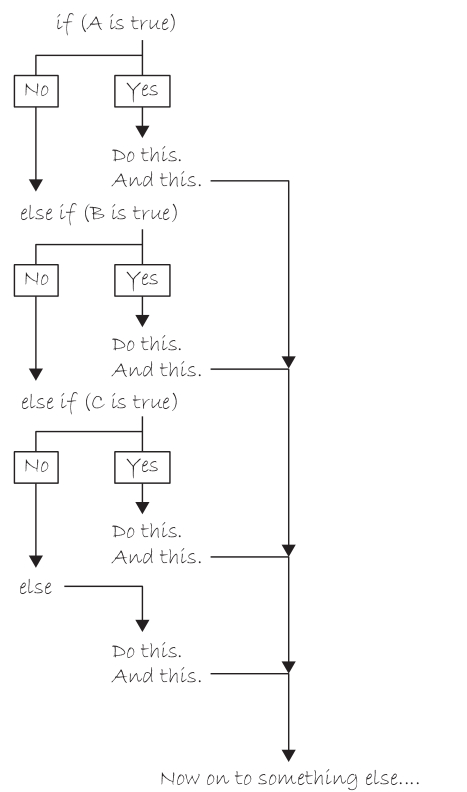 if (A is true)
No
Yes
Do this.
And this.
else if (B is true)
No
Yes
Do this.
And this.
else if (C is true)
No
Yes
Do this.
And this.
else
Do this.
And this.
Now on to something else....